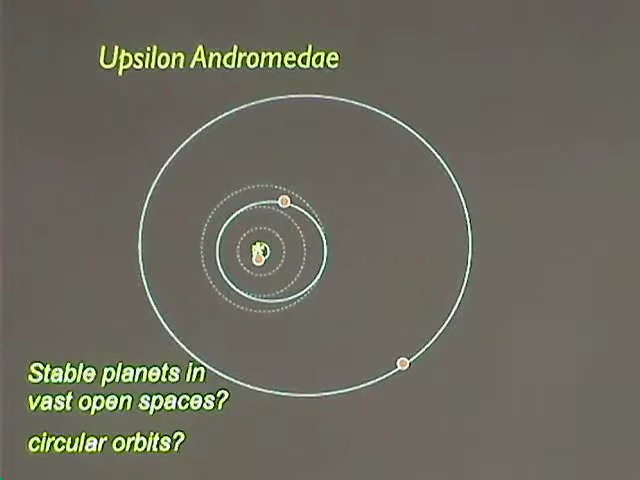 Upsilon Andromedae
Stable planets in
vast open spaces?
circular orbits?